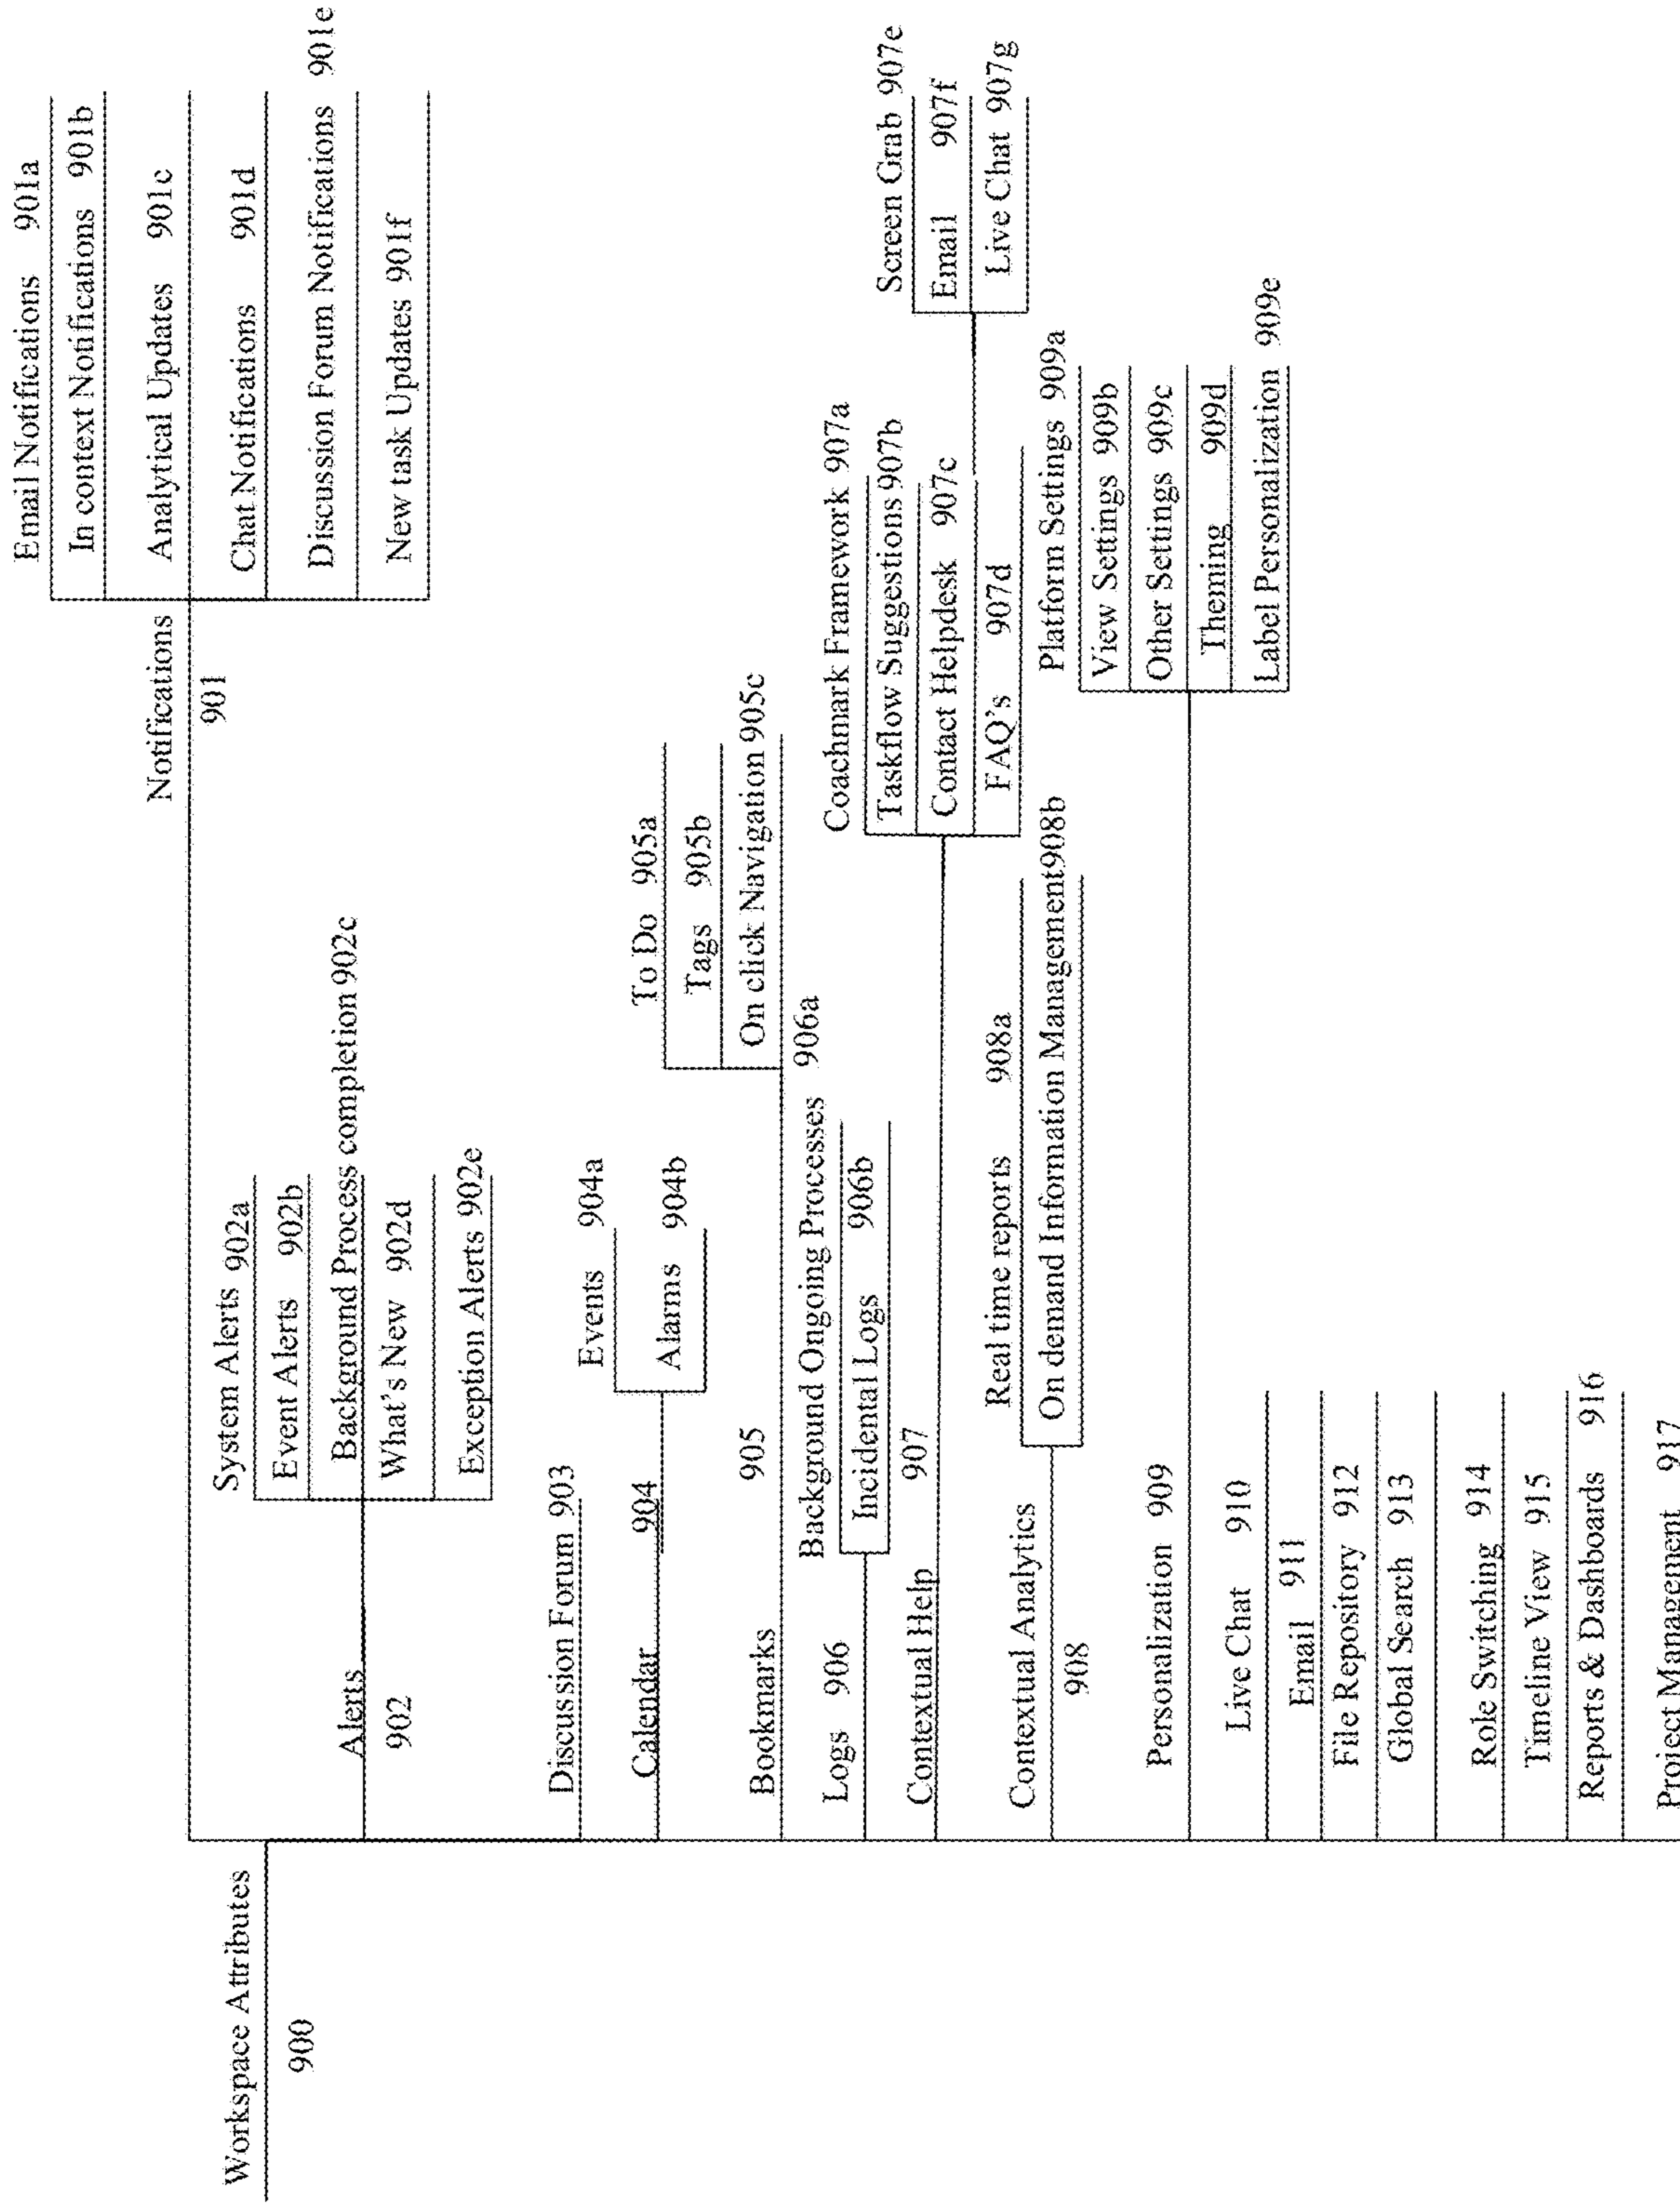 Workspace Attributes
900
Notifications
901
Email Notifications 901a
In context Notifications 901b
Analytical Updates 901c
Chat Notifications 901d
Discussion Forum Notifications 901e
New task Updates 901f
Alerts
902
System Alerts 902a
Event Alerts 902b
Background Process completion 902c
What's New 902d
Exception Alerts 902e
Discussion Forum 903
Calendar 904
Events 904a
Alarms 904b
Bookmarks 905
To Do 905a
Tags 905b
On click Navigation 905c
Logs 906
Background Ongoing Processes 906a
Incidental Logs 906b
Contextual Help 907
Coachmark Framework 907a
Taskflow Suggestions 907b
Contact Helpdesk 907c
FAQ's 907d
Screen Grab 907e
Email 907f
Live Chat 907g
Contextual Analytics
908
Real time reports 908a
On demand Information Management 908b
Personalization 909
Platform Settings 909a
View Settings 909b
Other Settings 909c
Theming 909d
Label Personalization 909e
Live Chat 910
Email 911
File Repository 912
Global Search 913
Role Switching 914
Timeline View 915
Reports & Dashboards 916
Project Management 917